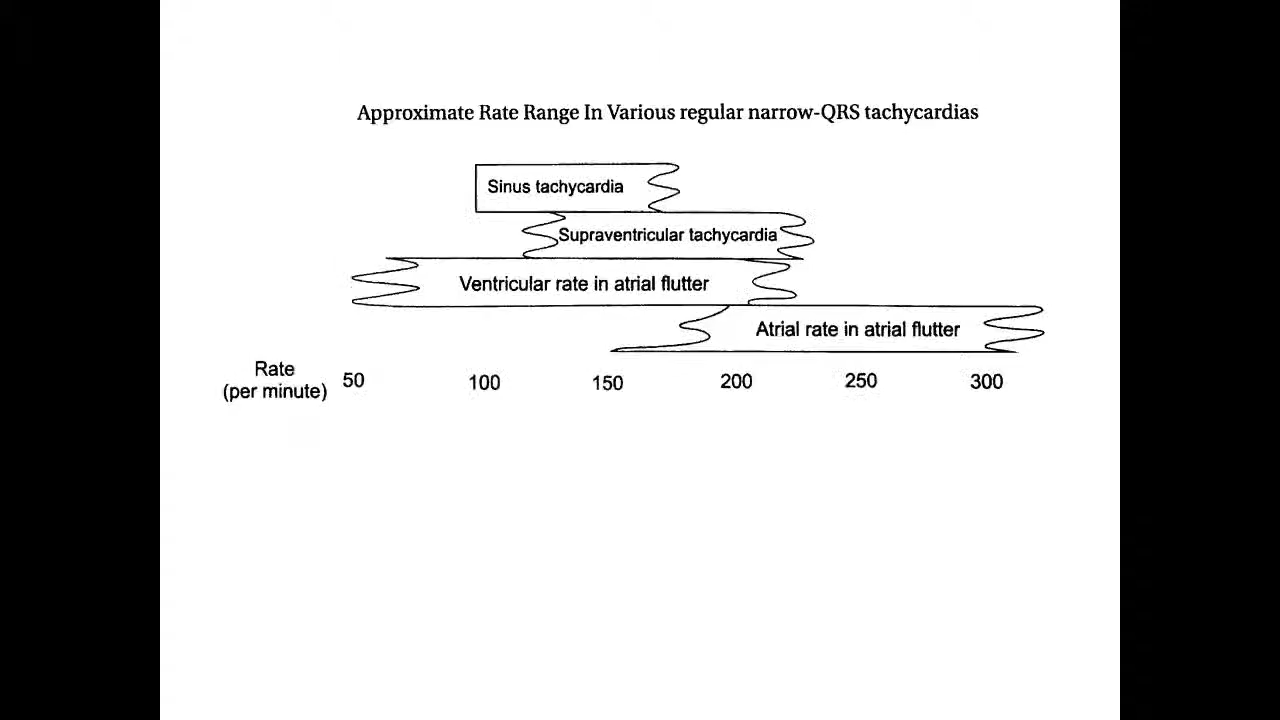 Approximate Rate Range In Various regular narrow-QRS tachycardias
Sinus tachycardia
Supraventricular tachycardia
Ventricular rate in atrial flutter
Atrial rate in atrial flutter
Rate
(per minute)
50 100 150 200 250 300